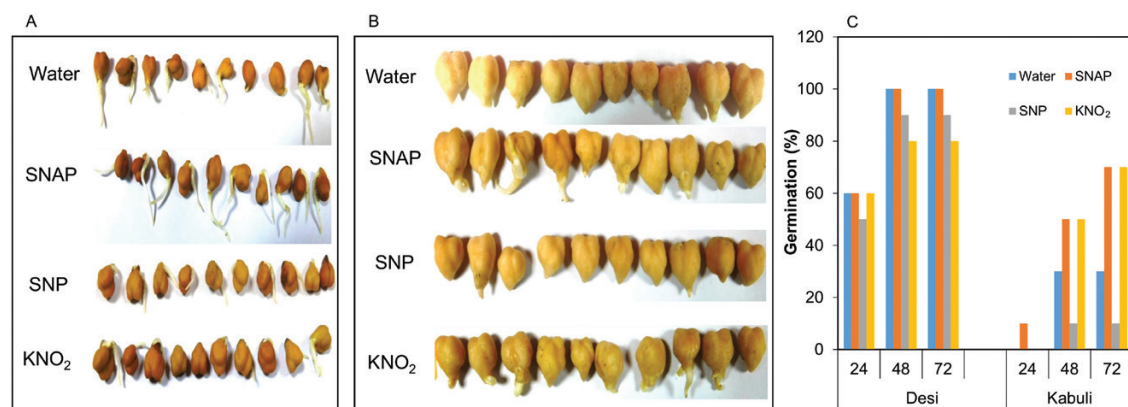 A
B
C
Water
SNAP
SNP
KNO₂
Water
SNAP
SNP
KNO₂
Germination (%)
120
100
80
60
40
20
0
Water
SNAP
SNP
KNO₂
24
48
72
24
48
72
Desi
Kabuli